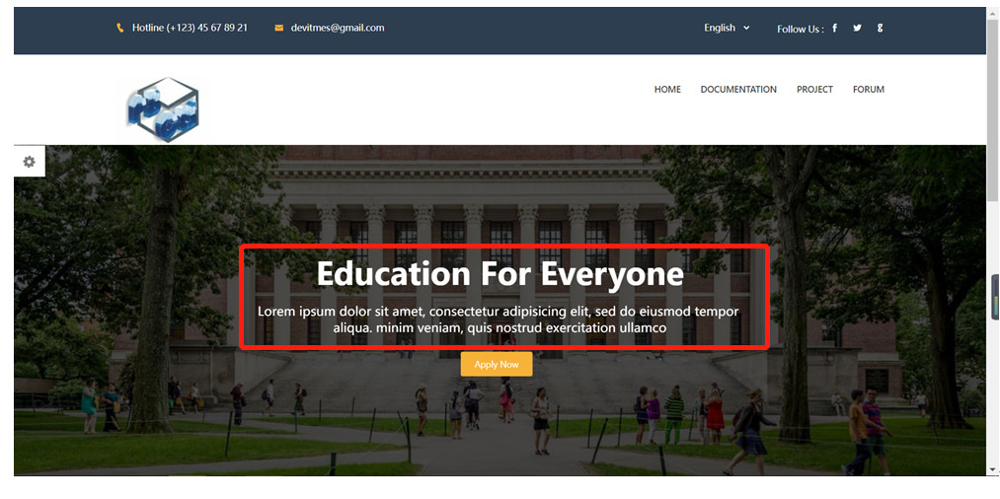 Hotline (+123) 45 67 89 21 devitmes@gmail.com English Follow Us :
HOME DOCUMENTATION PROJECT FORUM
Education For Everyone
Lorem ipsum dolor sit amet, consectetur adipisicing elit, sed do eiusmod tempor
aliqua. minim veniam, quis nostrud exercitation ullamco
Apply Now